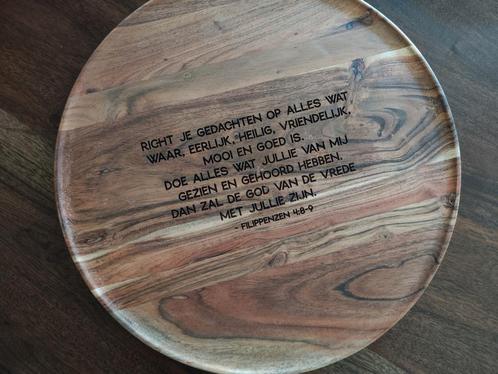 RICHT JE GEDACHTEN OP ALLES WAT
WAAR, EERLIJK, HEILIG, VRIENDELIJK,
MOOI EN GOED IS.
DOE ALLES WAT JULLIE VAN MIJ
GEZIEN EN GEHOORD HEBBEN.
DAN ZAL DE GOD VAN DE VREDE
MET JULLIE ZIJN.
- FILIPPENZEN 4:8-9